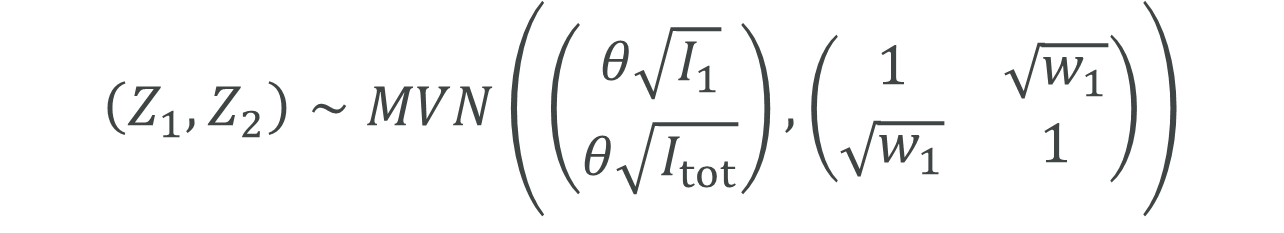 (Z₁, Z₂) ~ MVN((θ√I₁ θ√I_tot), (1 √w₁ √w₁ 1))